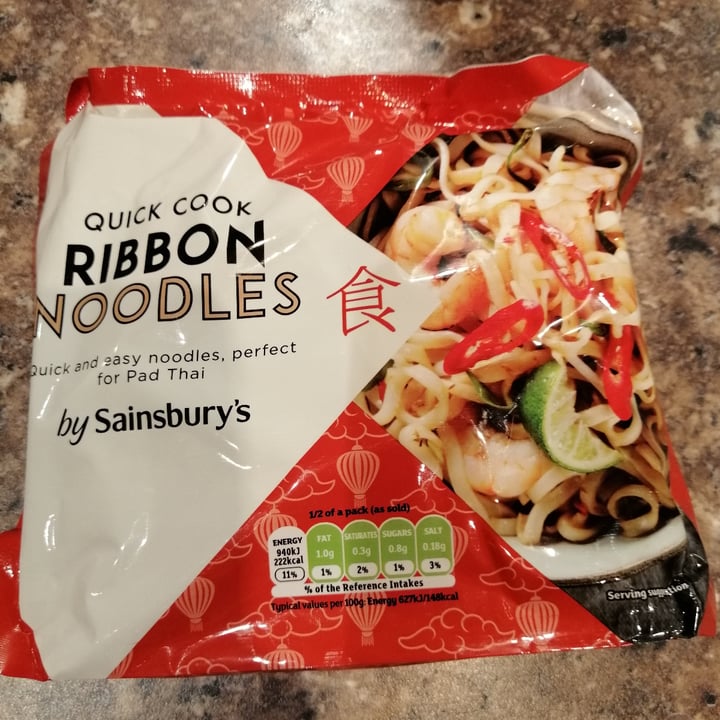 QUICK COOK
RIBBON
NOODLES
Quick and easy noodles, perfect
for Pad Thai
by Sainsbury's
食
1/2 of a pack (as sold)
ENERGY FAT SATURATES SUGARS SALT
940kJ 1.0g 0.3g 0.8g 0.18g
222kcal
11% 1% 2% 1% 3%
% of the Reference Intakes
Typical values per 100g: Energy 627kJ/148kcal
Serving suggestion